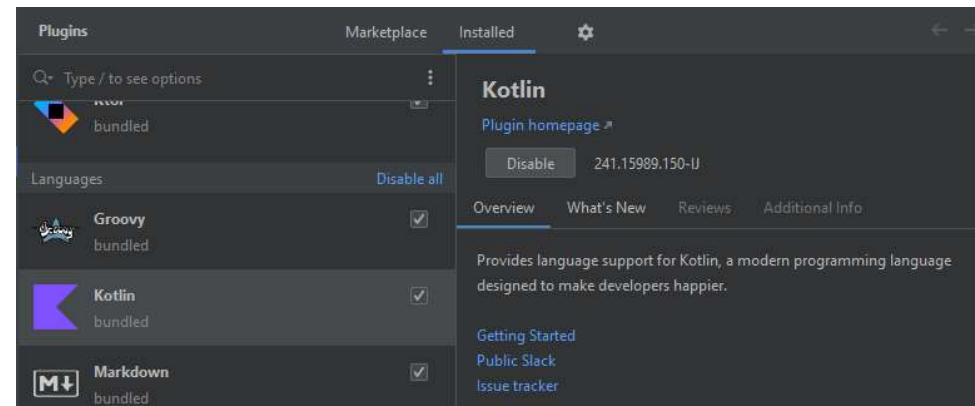 Plugins
Marketplace
Installed
Type / to see options
Ktor
bundled
Languages
Disable all
Groovy
bundled
Kotlin
bundled
M↓
Markdown
bundled
Kotlin
Plugin homepage ↗
Disable
241.15989.150-IJ
Overview
What's New
Reviews
Additional Info
Provides language support for Kotlin, a modern programming language
designed to make developers happier.
Getting Started
Public Slack
Issue tracker